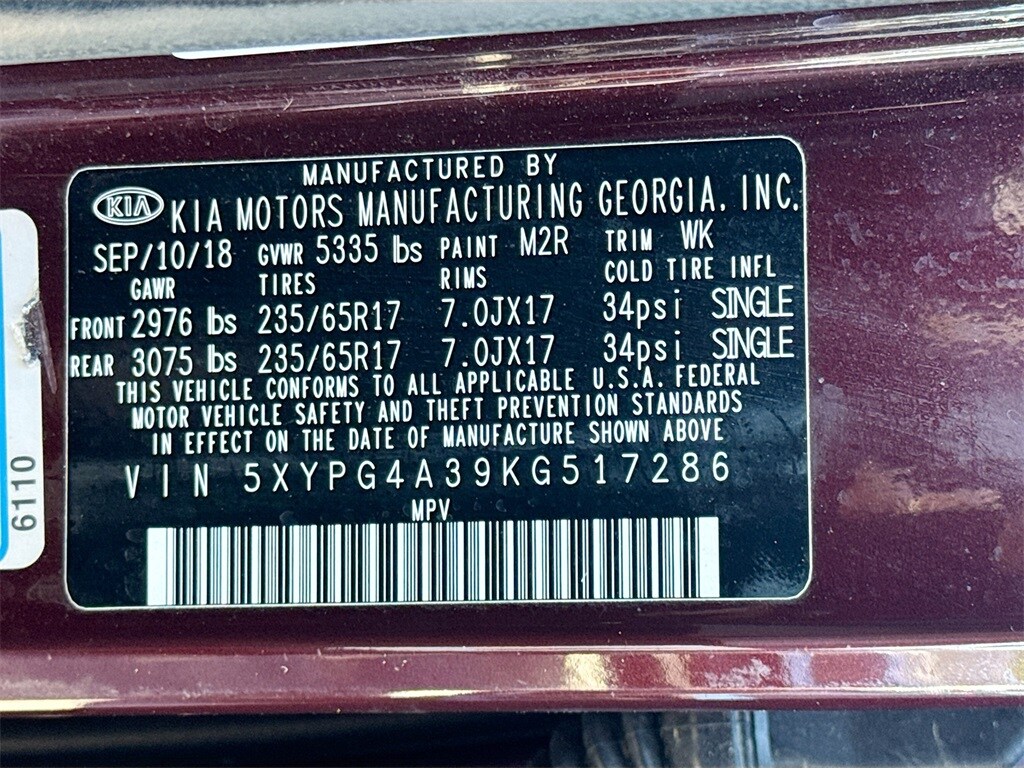 MANUFACTURED BY
KIA KIA MOTORS MANUFACTURING GEORGIA, INC.
SEP/10/18 GVWR 5335 lbs PAINT M2R TRIM WK
GAWR TIRES RIMS COLD TIRE INFL
FRONT 2976 lbs 235/65R17 7.0JX17 34psi SINGLE
REAR 3075 lbs 235/65R17 7.0JX17 34psi SINGLE
THIS VEHICLE CONFORMS TO ALL APPLICABLE U.S.A. FEDERAL
MOTOR VEHICLE SAFETY AND THEFT PREVENTION STANDARDS
IN EFFECT ON THE DATE OF MANUFACTURE SHOWN ABOVE
VIN 5XYPG4A39KG517286
MPV
6110